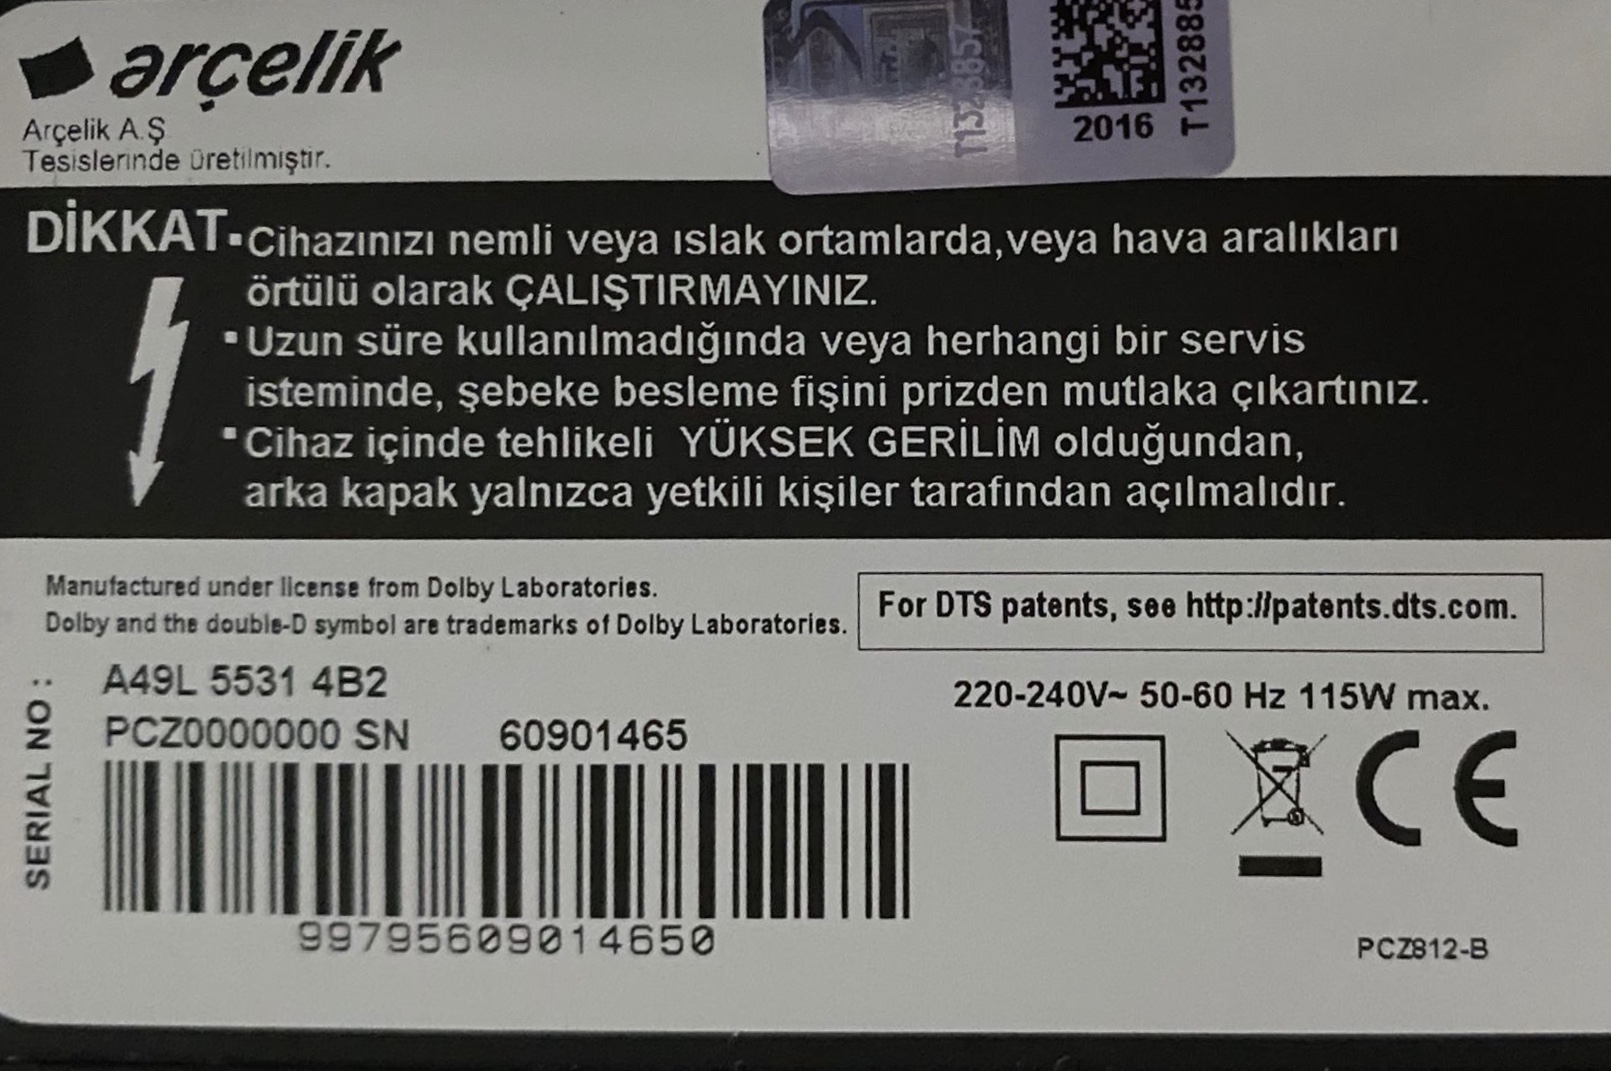 arçelik
Arçelik A.Ş
Tesislerinde üretilmiştir.
2016
DİKKAT-
▪Cihazınızı nemli veya ıslak ortamlarda,veya hava aralıkları
örtülü olarak ÇALIŞTIRMAYINIZ.
▪Uzun süre kullanılmadığında veya herhangi bir servis
isteminde, şebeke besleme fişini prizden mutlaka çıkartınız.
▪Cihaz içinde tehlikeli YÜKSEK GERİLİM olduğundan,
arka kapak yalnızca yetkili kişiler tarafından açılmalıdır.
Manufactured under license from Dolby Laboratories.
Dolby and the double-D symbol are trademarks of Dolby Laboratories.
For DTS patents, see http://patents.dts.com.
SERIAL NO :
A49L 5531 4B2
PCZ0000000 SN 60901465
99795609014650
220-240V~ 50-60 Hz 115W max.
CE
PCZ812-B